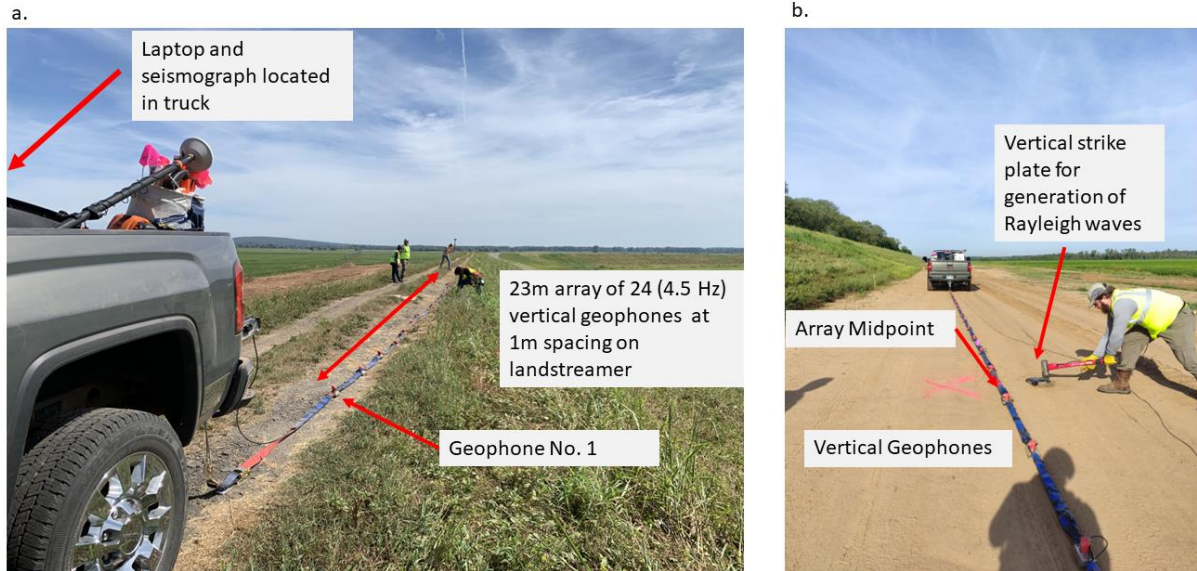 a.
Laptop and
seismograph located
in truck
23m array of 24 (4.5 Hz)
vertical geophones at
1m spacing on
landstreamer
Geophone No. 1
b.
Vertical strike
plate for
generation of
Rayleigh waves
Array Midpoint
Vertical Geophones